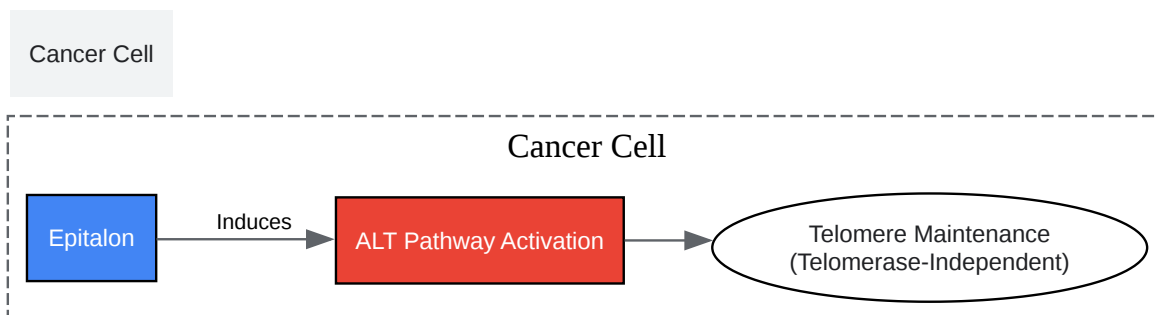 Cancer Cell
Cancer Cell
Epitalon
Induces
ALT Pathway Activation
Telomere Maintenance
(Telomerase-Independent)